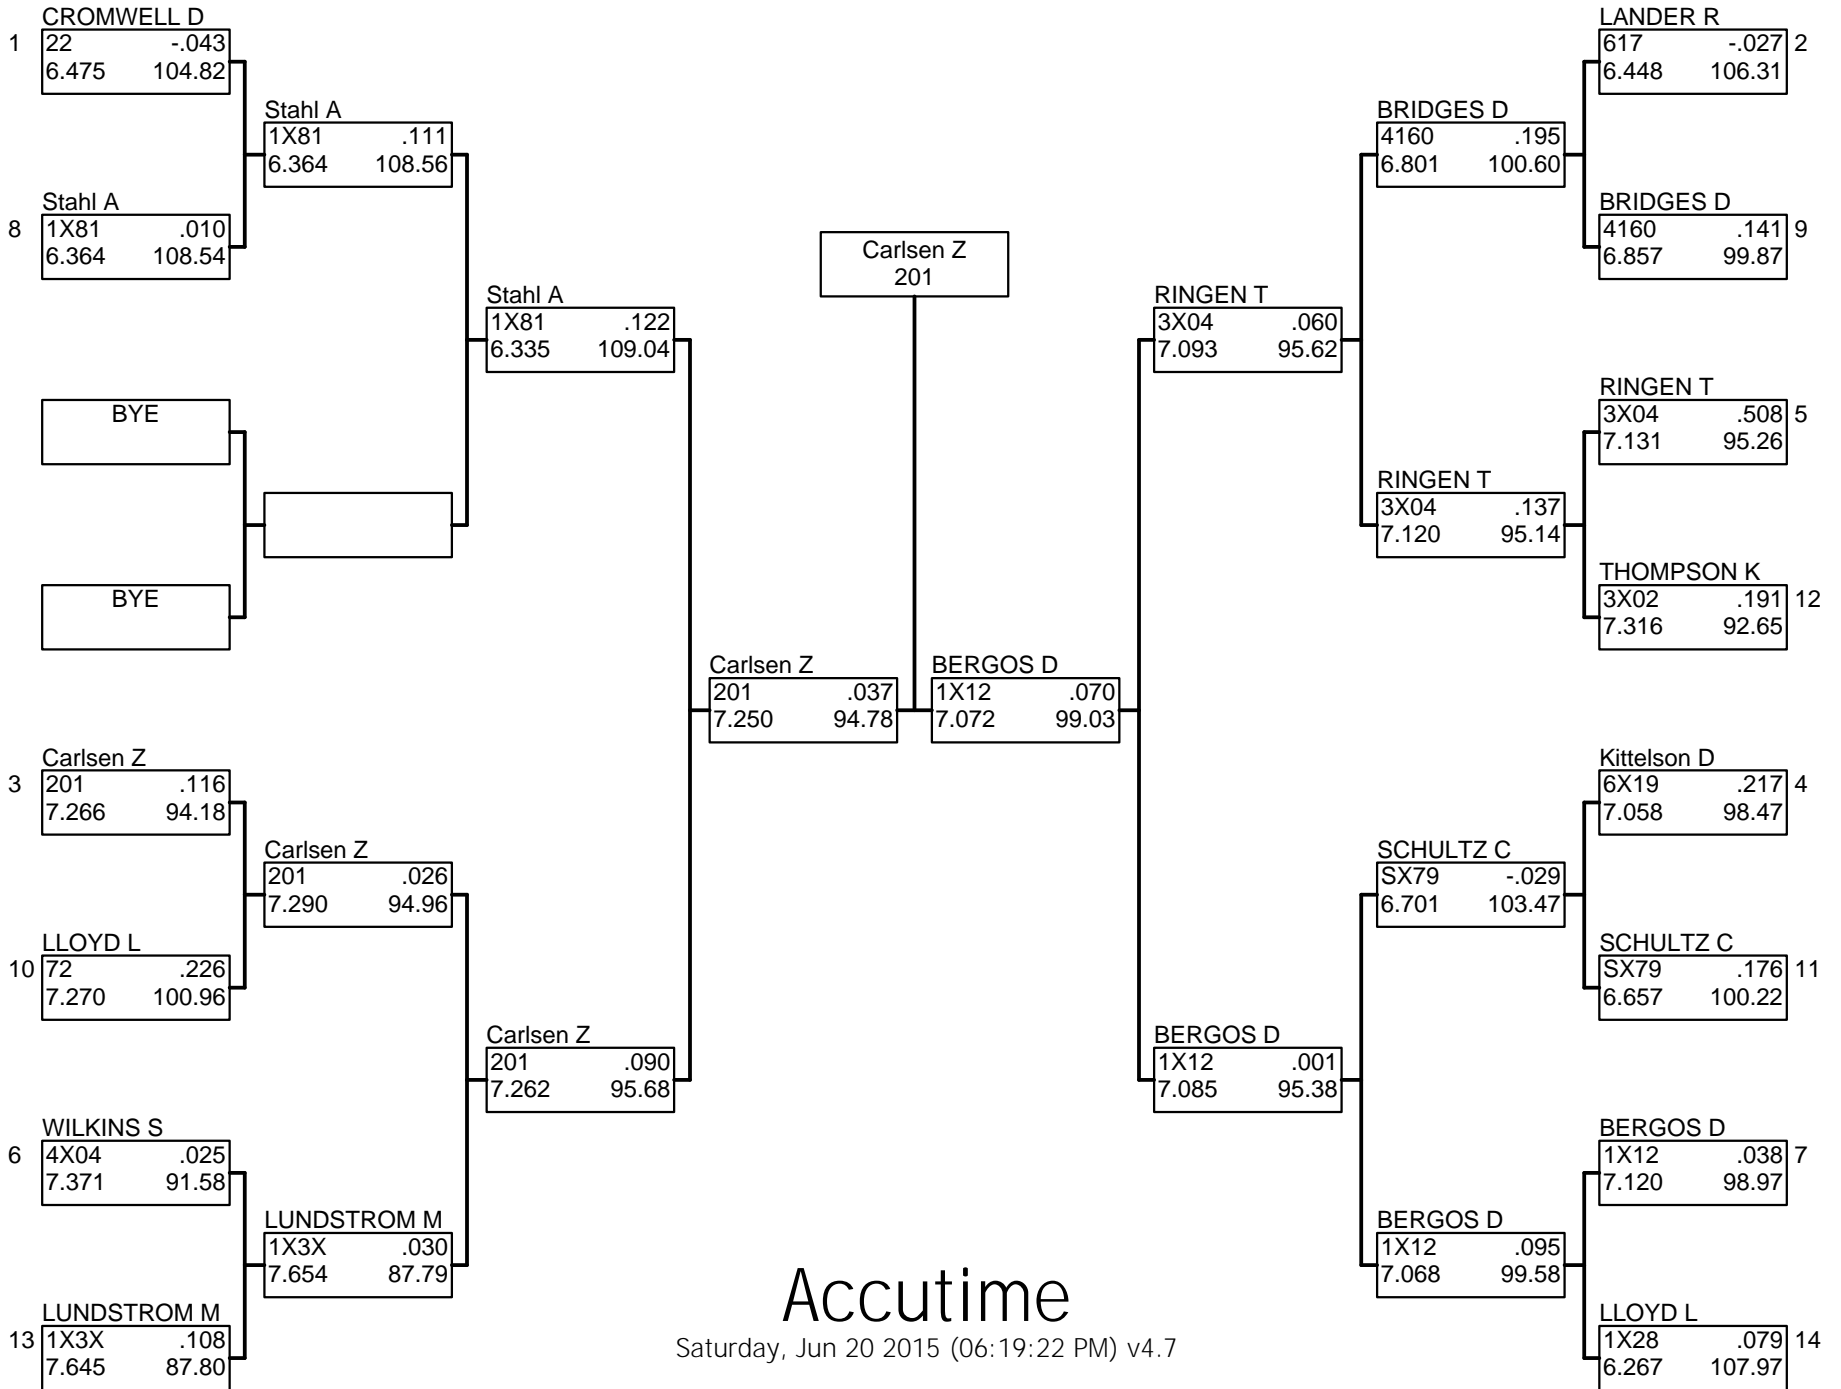 CROMWELL D
1 22 -.043
6.475 104.82
Stahl A
8 1X81 .010
6.364 108.54
BYE
BYE
Carlsen Z
3 201 .116
7.266 94.18
LLOYD L
10 72 .226
7.270 100.96
WILKINS S
6 4X04 .025
7.371 91.58
LUNDSTROM M
13 1X3X .108
7.645 87.80
Stahl A
1X81 .111
6.364 108.56
Carlsen Z
201 .026
7.290 94.96
LUNDSTROM M
1X3X .030
7.654 87.79
Stahl A
1X81 .122
6.335 109.04
Carlsen Z
201 .090
7.262 95.68
Carlsen Z
201 .037
7.250 94.78
Carlsen Z
201
BERGOS D
1X12 .070
7.072 99.03
RINGEN T
3X04 .060
7.093 95.62
BERGOS D
1X12 .001
7.085 95.38
BRIDGES D
4160 .195
6.801 100.60
RINGEN T
3X04 .137
7.120 95.14
SCHULTZ C
SX79 -.029
6.701 103.47
BERGOS D
1X12 .095
7.068 99.58
LANDER R
617 -.027 2
6.448 106.31
BRIDGES D
4160 .141 9
6.857 99.87
RINGEN T
3X04 .508 5
7.131 95.26
THOMPSON K
3X02 .191 12
7.316 92.65
Kittelson D
6X19 .217 4
7.058 98.47
SCHULTZ C
SX79 .176 11
6.657 100.22
BERGOS D
1X12 .038 7
7.120 98.97
LLOYD L
1X28 .079 14
6.267 107.97
Accutime
Saturday, Jun 20 2015 (06:19:22 PM) v4.7